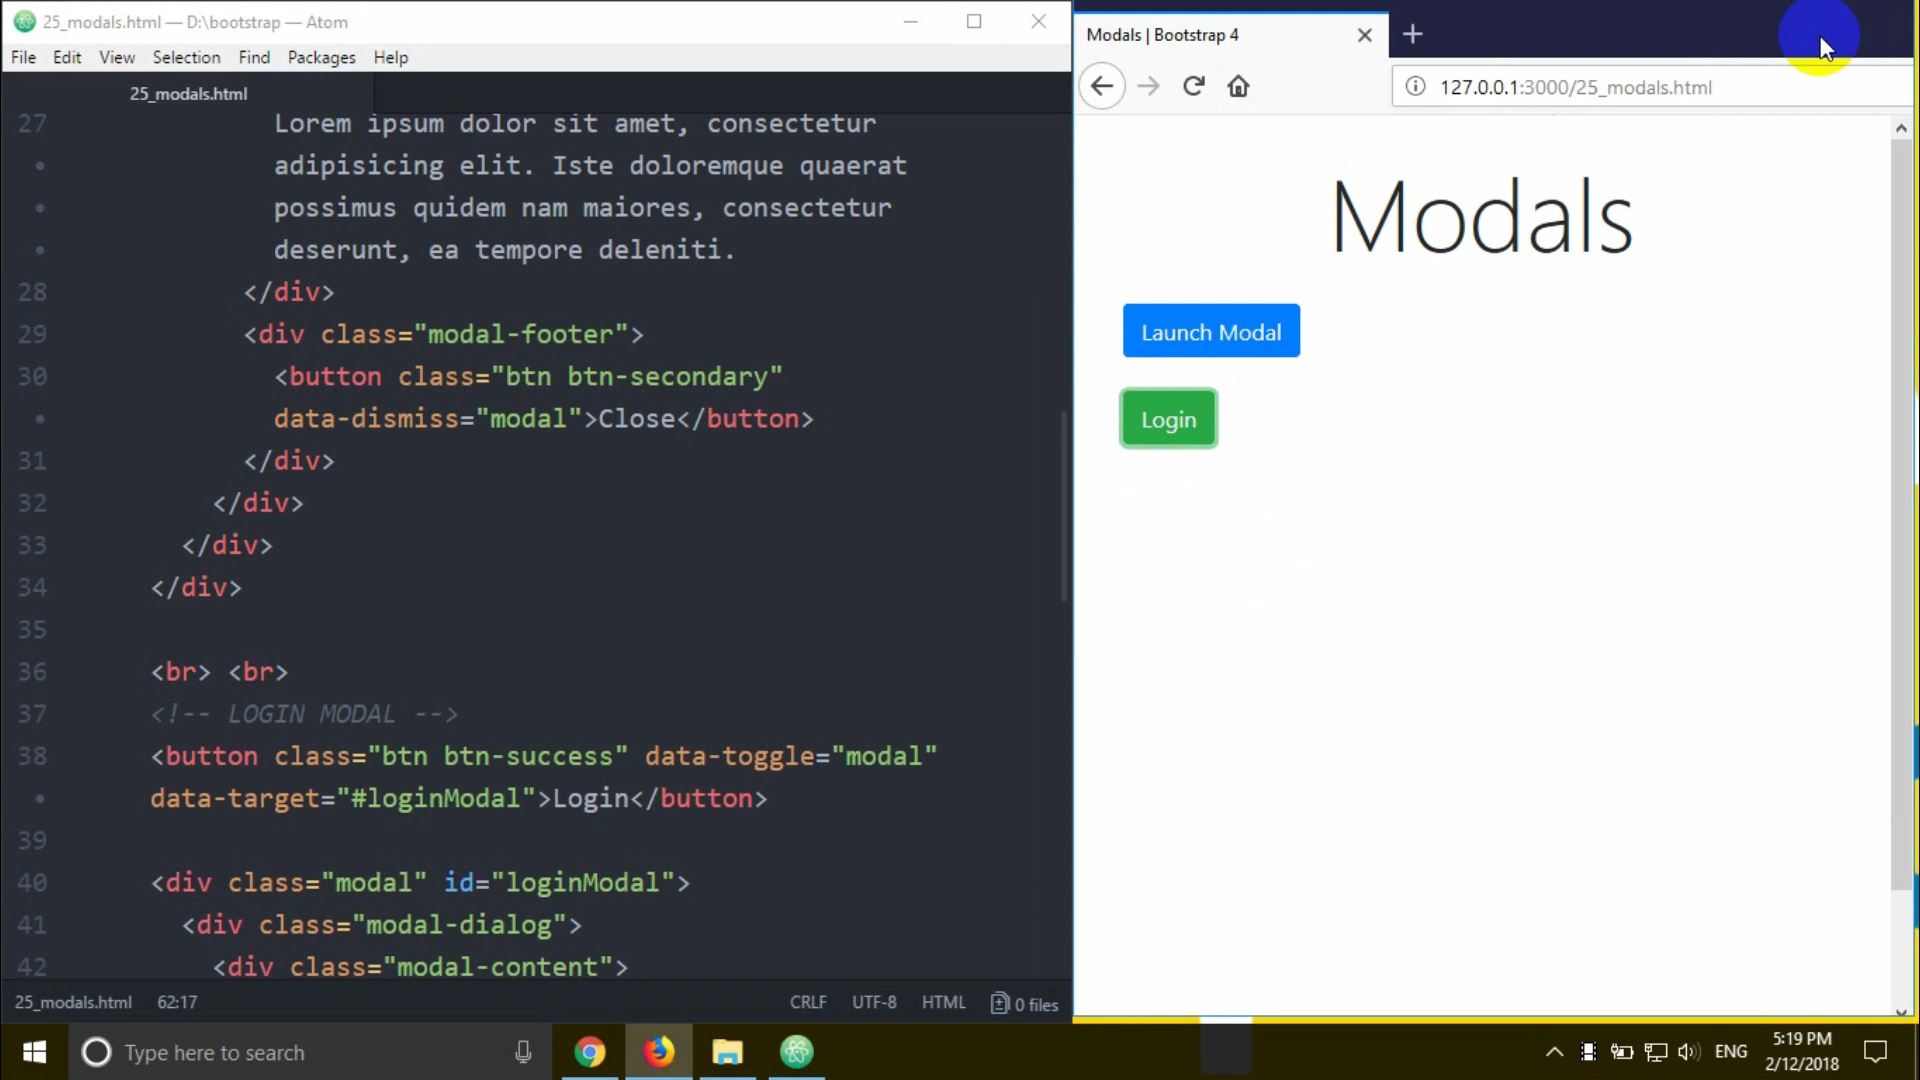 25_modals.html — D:\bootstrap — Atom
File Edit View Selection Find Packages Help
25_modals.html
27 Lorem ipsum dolor sit amet, consectetur
adipisicing elit. Iste doloremque quaerat
possimus quidem nam maiores, consectetur
deserunt, ea tempore deleniti.
28 </div>
29 <div class="modal-footer">
30 <button class="btn btn-secondary"
data-dismiss="modal">Close</button>
31 </div>
32 </div>
33 </div>
34 </div>
35
36 <br> <br>
37 <!-- LOGIN MODAL -->
38 <button class="btn btn-success" data-toggle="modal"
data-target="#loginModal">Login</button>
39
40 <div class="modal" id="loginModal">
41 <div class="modal-dialog">
42 <div class="modal-content">
25_modals.html 62:17 CRLF UTF-8 HTML 0 files
Modals | Bootstrap 4
127.0.0.1:3000/25_modals.html
Modals
Launch Modal
Login
Type here to search
ENG
5:19 PM
2/12/2018